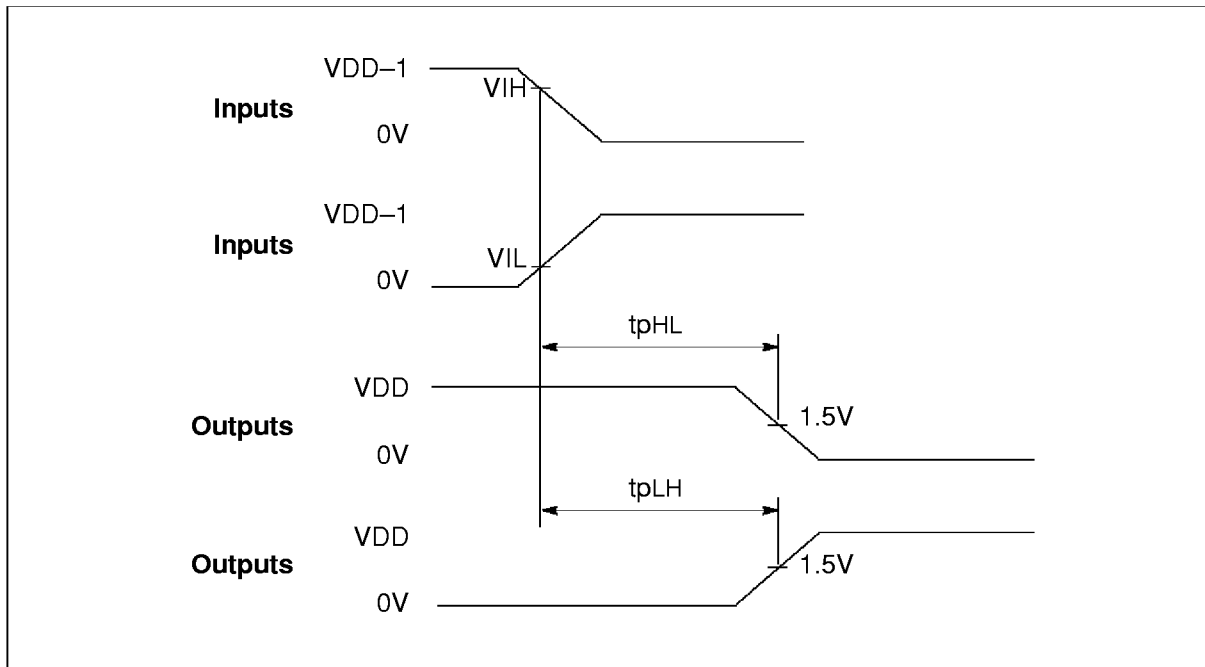 VDD–1
VIH
Inputs
0V
VDD–1
Inputs
VIL
0V
tpHL
VDD
1.5V
Outputs
0V
tpLH
VDD
Outputs
1.5V
0V